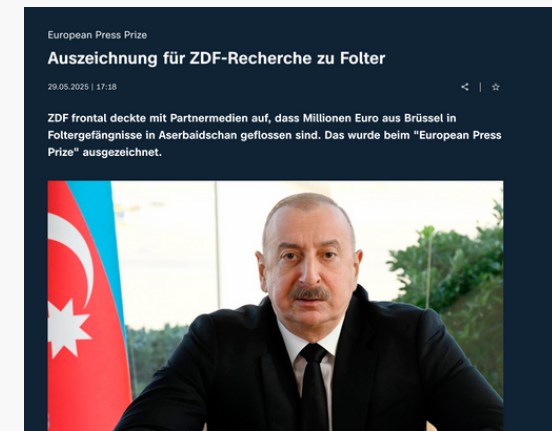 European Press Prize
Auszeichnung für ZDF-Recherche zu Folter
29.05.2025 | 17:18
ZDF frontal deckte mit Partnermedien auf, dass Millionen Euro aus Brüssel in
Foltergefängnisse in Aserbaidschan geflossen sind. Das wurde beim "European Press
Prize" ausgezeichnet.